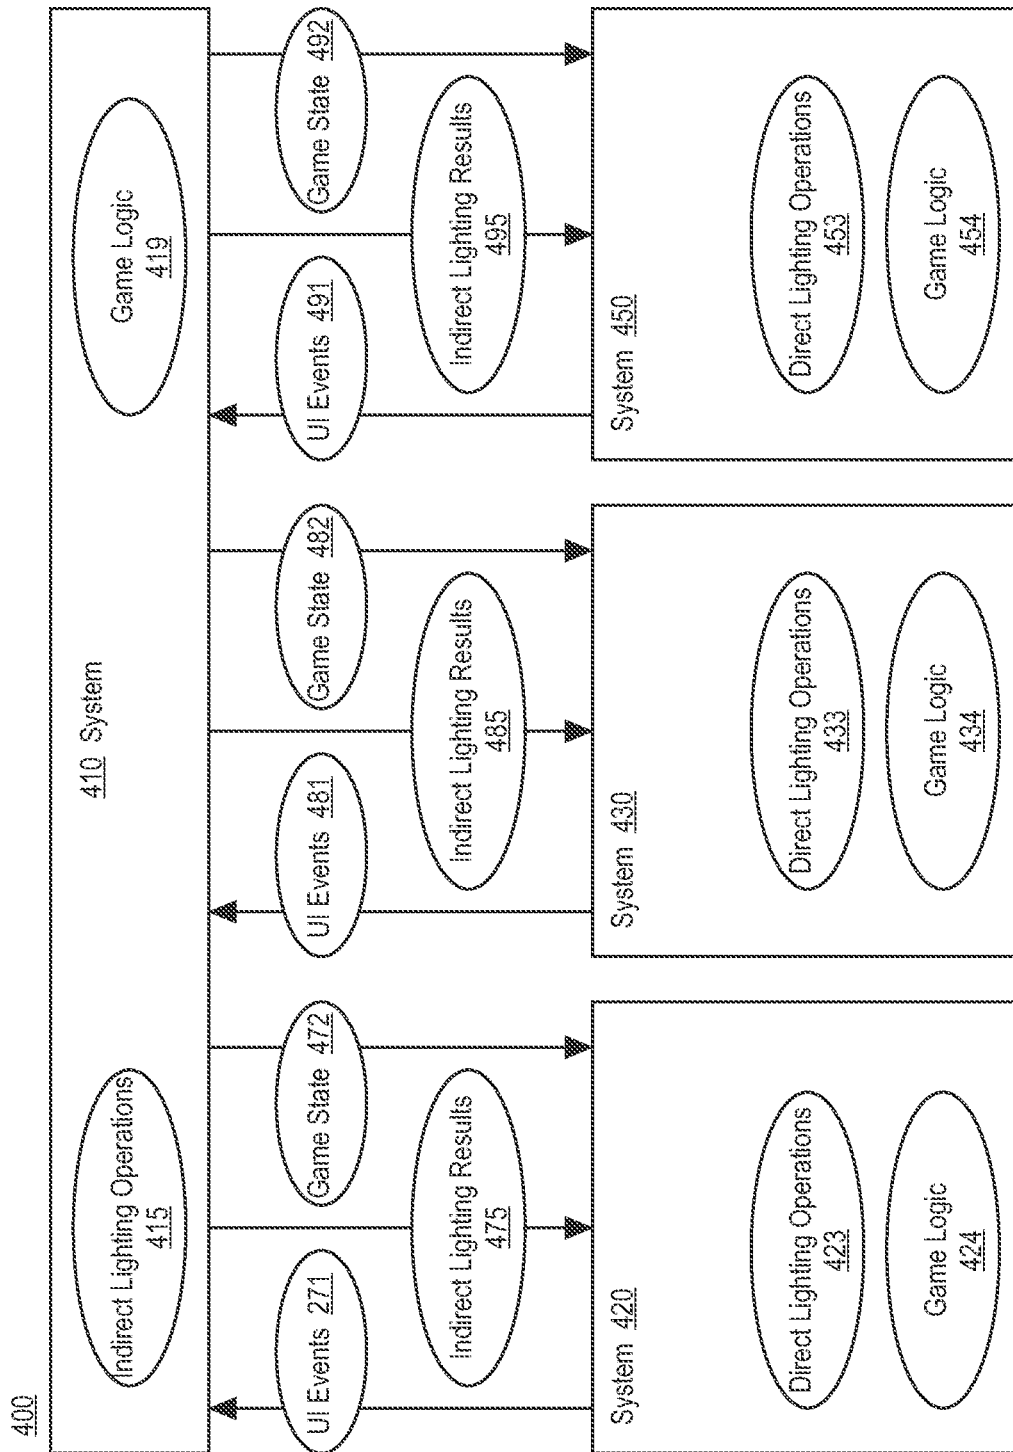 400
410 System
Indirect Lighting Operations
415
Game Logic
419
UI Events 271
Game State 472
Indirect Lighting Results
475
UI Events 481
Game State 482
Indirect Lighting Results
485
UI Events 491
Game State 492
Indirect Lighting Results
495
System 420
Direct Lighting Operations
423
Game Logic
424
System 430
Direct Lighting Operations
433
Game Logic
434
System 450
Direct Lighting Operations
453
Game Logic
454